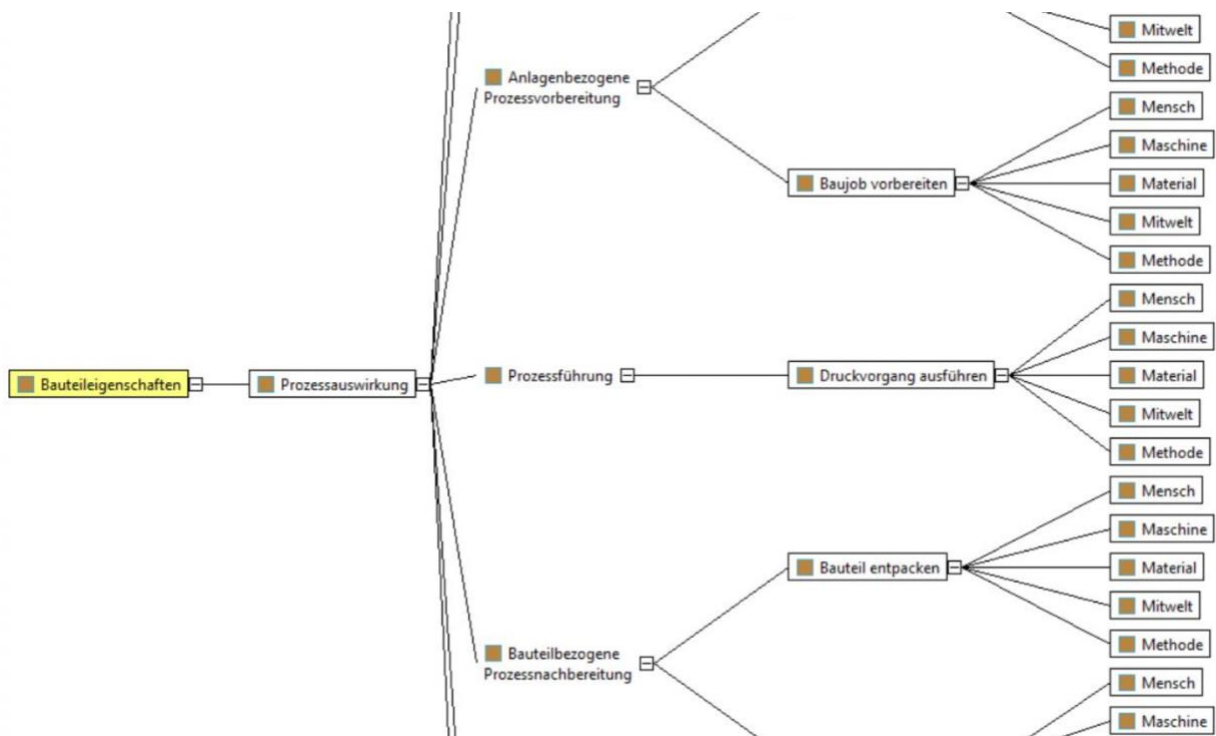 Bauteileigenschaften
Prozessauswirkung
Anlagenbezogene
Prozessvorbereitung
Prozessführung
Bauteilbezogene
Prozessnachbereitung
Baujob vorbereiten
Druckvorgang ausführen
Bauteil entpacken
Mitwelt
Methode
Mensch
Maschine
Material
Mitwelt
Methode
Mensch
Maschine
Material
Mitwelt
Methode
Mensch
Maschine
Material
Mitwelt
Methode
Mensch
Maschine